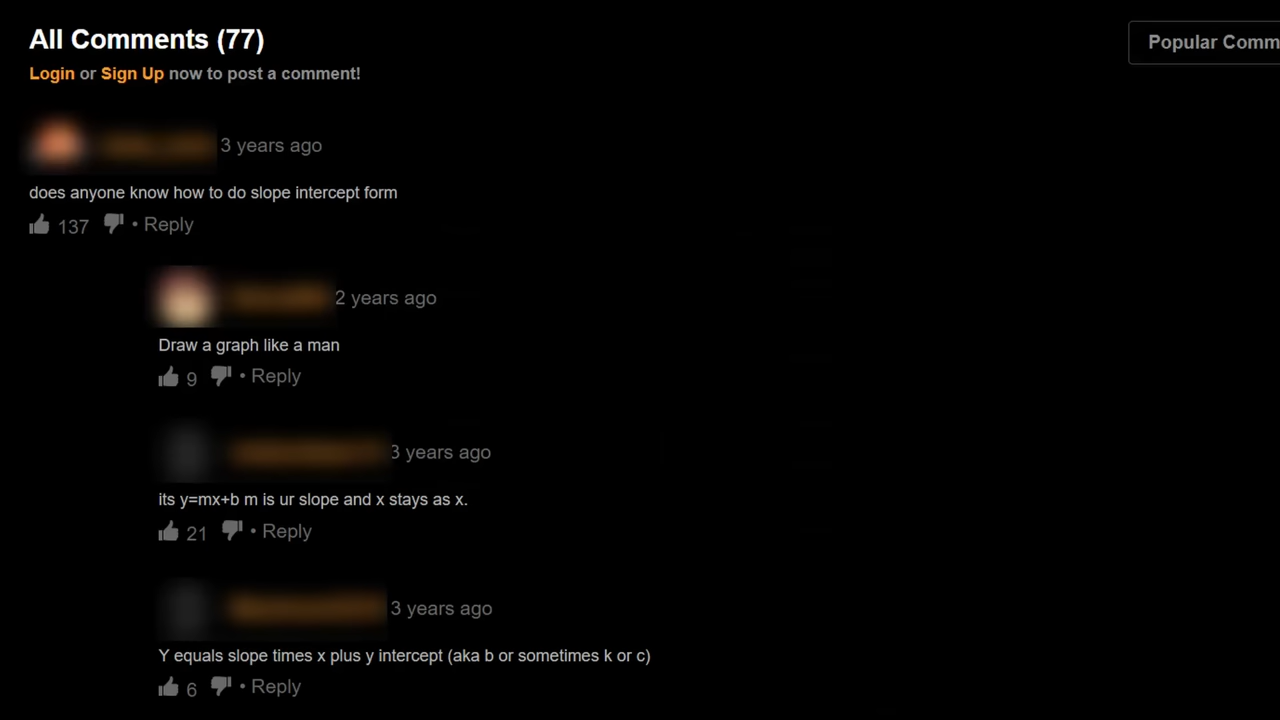 All Comments (77)
Popular Comm
Login or Sign Up now to post a comment!
3 years ago
does anyone know how to do slope intercept form
137 • Reply
2 years ago
Draw a graph like a man
9 • Reply
3 years ago
its y=mx+b m is ur slope and x stays as x.
21 • Reply
3 years ago
Y equals slope times x plus y intercept (aka b or sometimes k or c)
6 • Reply